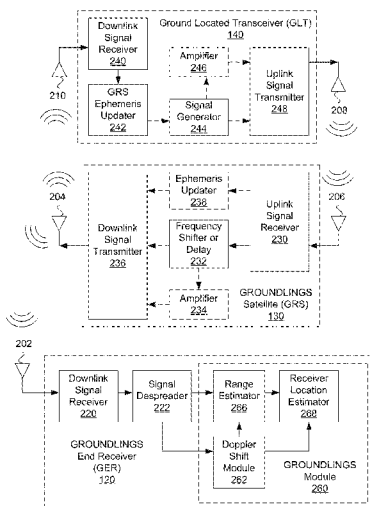 Ground Located Transceiver (GLT)
140
Downlink
Signal
Receiver
240
Amplifier
246
Uplink
Signal
Transmitter
248
210
GRS
Ephemeris
Updater
242
Signal
Generator
244
208
204
Ephemeris
Updater
238
206
Downlink
Signal
Transmitter
236
Frequency
Shifter or
Delay
232
Uplink
Signal
Receiver
230
Amplifier
234
GROUNDLINGS
Satellite (GRS)
130
202
Downlink
Signal
Receiver
220
Signal
Despreader
222
Range
Estimator
266
Receiver
Location
Estimator
268
GROUNDLINGS
End Receiver
(GER)
120
Doppler
Shift
Module
262
GROUNDLINGS
Module
260